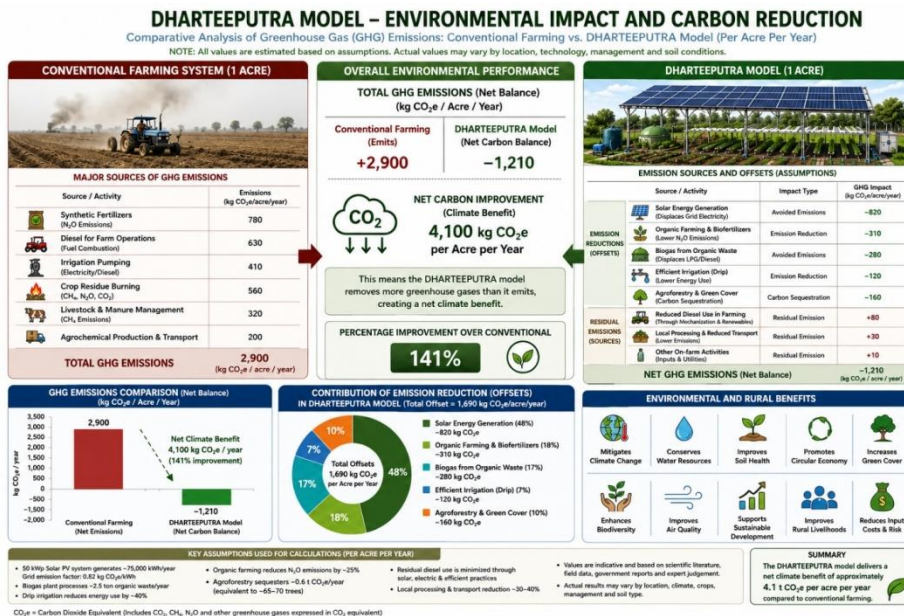 DHARTEEPUTRA MODEL – ENVIRONMENTAL IMPACT AND CARBON REDUCTION
Comparative Analysis of Greenhouse Gas (GHG) Emissions: Conventional Farming vs. DHARTEEPUTRA Model (Per Acre Per Year)
NOTE: All values are estimated based on assumptions. Actual values may vary by location, technology, management and soil conditions.
CONVENTIONAL FARMING SYSTEM (1 ACRE)
MAJOR SOURCES OF GHG EMISSIONS
Source / Activity
Emissions
(kg CO₂e/acre/year)
Synthetic Fertilizers
(N₂O Emissions)
780
Diesel for Farm Operations
(Fuel Combustion)
630
Irrigation Pumping
(Electricity/Diesel)
410
Crop Residue Burning
(CH₄, N₂O, CO₂)
560
Livestock & Manure Management
(CH₄ Emissions)
320
Agrochemical Production & Transport
200
TOTAL GHG EMISSIONS
2,900
(kg CO₂e / acre / year)
OVERALL ENVIRONMENTAL PERFORMANCE
TOTAL GHG EMISSIONS (Net Balance)
(kg CO₂e / Acre / Year)
Conventional Farming
(Emits)
+2,900
DHARTEEPUTRA Model
(Net Carbon Balance)
−1,210
CO₂
NET CARBON IMPROVEMENT
(Climate Benefit)
4,100 kg CO₂e
per Acre per Year
This means the DHARTEEPUTRA model
removes more greenhouse gases than it emits,
creating a net climate benefit.
PERCENTAGE IMPROVEMENT OVER CONVENTIONAL
141%
DHARTEEPUTRA MODEL (1 ACRE)
EMISSION SOURCES AND OFFSETS (ASSUMPTIONS)
Source / Activity
Impact Type
GHG Impact
(kg CO₂e/acre/year)
EMISSION
REDUCTIONS
(OFFSETS)
Solar Energy Generation
(Displaces Grid Electricity)
Avoided Emissions
−820
Organic Farming & Biofertilizers
(Lower N₂O Emissions)
Emission Reduction
−310
Biogas from Organic Waste
(Displaces LPG/Diesel)
Avoided Emissions
−280
Efficient Irrigation (Drip)
(Lower Energy Use)
Emission Reduction
−120
Agroforestry & Green Cover
(Carbon Sequestration)
Carbon Sequestration
−160
RESIDUAL
EMISSIONS
(SOURCES)
Reduced Diesel Use in Farming
(Through Mechanization & Renewables)
Residual Emission
+80
Local Processing & Reduced Transport
(Lower Emissions)
Residual Emission
+30
Other On-farm Activities
(Inputs & Utilities)
Residual Emission
+10
NET GHG EMISSIONS (Net Balance)
−1,210
(kg CO₂e / acre / year)
GHG EMISSIONS COMPARISON (Net Balance)
(kg CO₂e / Acre / Year)
kg CO₂e / year
3,500
3,000
2,500
2,000
1,500
1,000
500
0
−500
−1,000
−1,500
−2,000
2,900
Net Climate Benefit
4,100 kg CO₂e / year
(141% improvement)
−1,210
Conventional Farming
(Net Emissions)
DHARTEEPUTRA Model
(Net Carbon Balance)
CONTRIBUTION OF EMISSION REDUCTION (OFFSETS)
IN DHARTEEPUTRA MODEL (Total Offset = 1,690 kg CO₂e/acre/year)
10%
7%
17%
18%
48%
Total Offsets
1,690 kg CO₂e
per Acre per Year
Solar Energy Generation (48%)
−820 kg CO₂e
Organic Farming & Biofertilizers (18%)
−310 kg CO₂e
Biogas from Organic Waste (17%)
−280 kg CO₂e
Efficient Irrigation (Drip) (7%)
−120 kg CO₂e
Agroforestry & Green Cover (10%)
−160 kg CO₂e
ENVIRONMENTAL AND RURAL BENEFITS
Mitigates
Climate Change
Conserves
Water Resources
Improves
Soil Health
Promotes
Circular Economy
Increases
Green Cover
Enhances
Biodiversity
Improves
Air Quality
Supports
Sustainable
Development
Improves
Rural Livelihoods
Reduces Input
Costs & Risk
KEY ASSUMPTIONS USED FOR CALCULATIONS (PER ACRE PER YEAR)
• 50 kWp Solar PV system generates ~75,000 kWh/year
Grid emission factor: 0.82 kg CO₂e/kWh
• Biogas plant processes ~2.5 ton organic waste/year
• Drip irrigation reduces energy use by ~40%
• Organic farming reduces N₂O emissions by ~25%
• Agroforestry sequesters ~0.6 t CO₂e/year
(equivalent to ~65–70 trees)
• Residual diesel use is minimized through
solar, electric & efficient practices
• Local processing & transport reduction ~30–40%
• Values are indicative and based on scientific literature,
field data, government reports and expert judgement.
• Actual results may vary by location, climate, crops,
management and soil type.
SUMMARY
The DHARTEEPUTRA model delivers a
net climate benefit of approximately
4.1 t CO₂e per acre per year
compared to conventional farming.
CO₂e = Carbon Dioxide Equivalent (Includes CO₂, CH₄, N₂O and other greenhouse gases expressed in CO₂ equivalent)